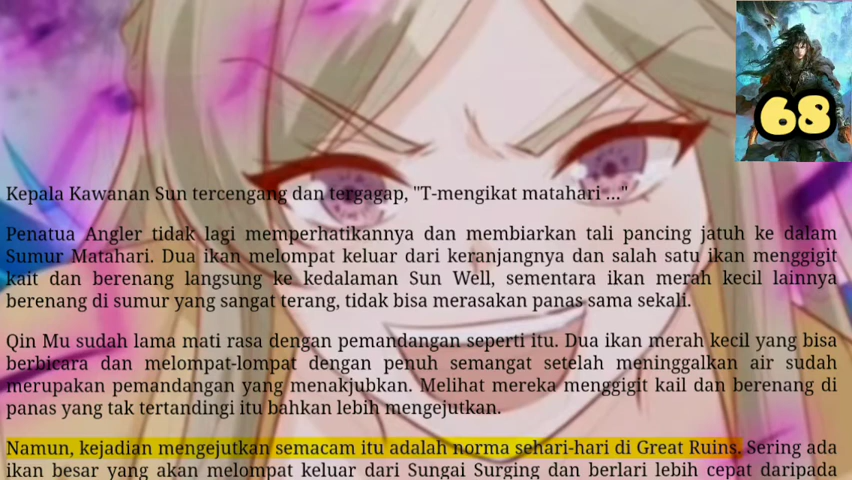 68
Kepala Kawanan Sun tercengang dan tergagap, "T-mengikat matahari ..."
Penatua Angler tidak lagi memperhatikannya dan membiarkan tali pancing jatuh ke dalam
Sumur Matahari. Dua ikan melompat keluar dari keranjangnya dan salah satu ikan menggigit
kait dan berenang langsung ke kedalaman Sun Well, sementara ikan merah kecil lainnya
berenang di sumur yang sangat terang, tidak bisa merasakan panas sama sekali.
Qin Mu sudah lama mati rasa dengan pemandangan seperti itu. Dua ikan merah kecil yang bisa
berbicara dan melompat-lompat dengan penuh semangat setelah meninggalkan air sudah
merupakan pemandangan yang menakjubkan. Melihat mereka menggigit kail dan berenang di
panas yang tak tertandingi itu bahkan lebih mengejutkan.
Namun, kejadian mengejutkan semacam itu adalah norma sehari-hari di Great Ruins. Sering ada
ikan besar yang akan melompat keluar dari Sungai Surging dan berlari lebih cepat daripada